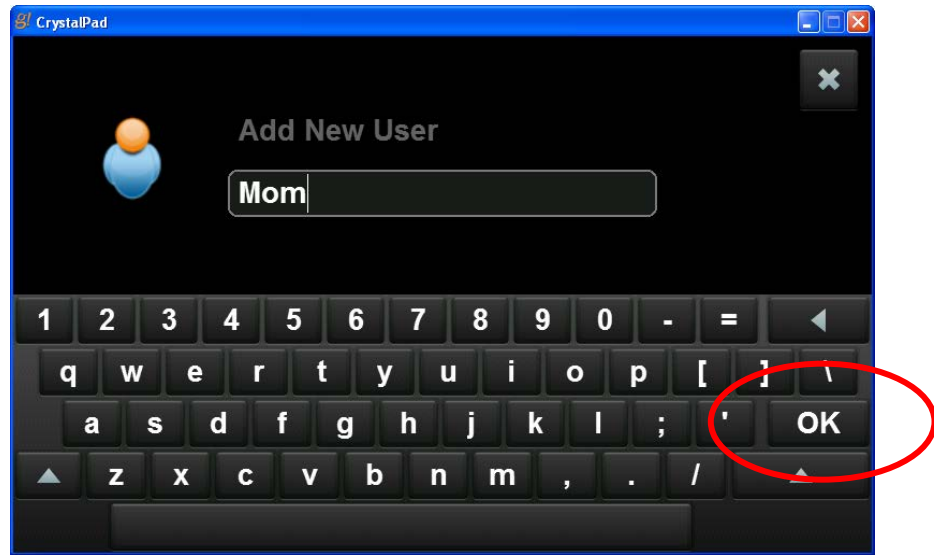 g! CrystalPad
Add New User
Mom
1 2 3 4 5 6 7 8 9 0 - =
q w e r t y u i o p [ ] \
a s d f g h j k l ; ' OK
z x c v b n m , . /